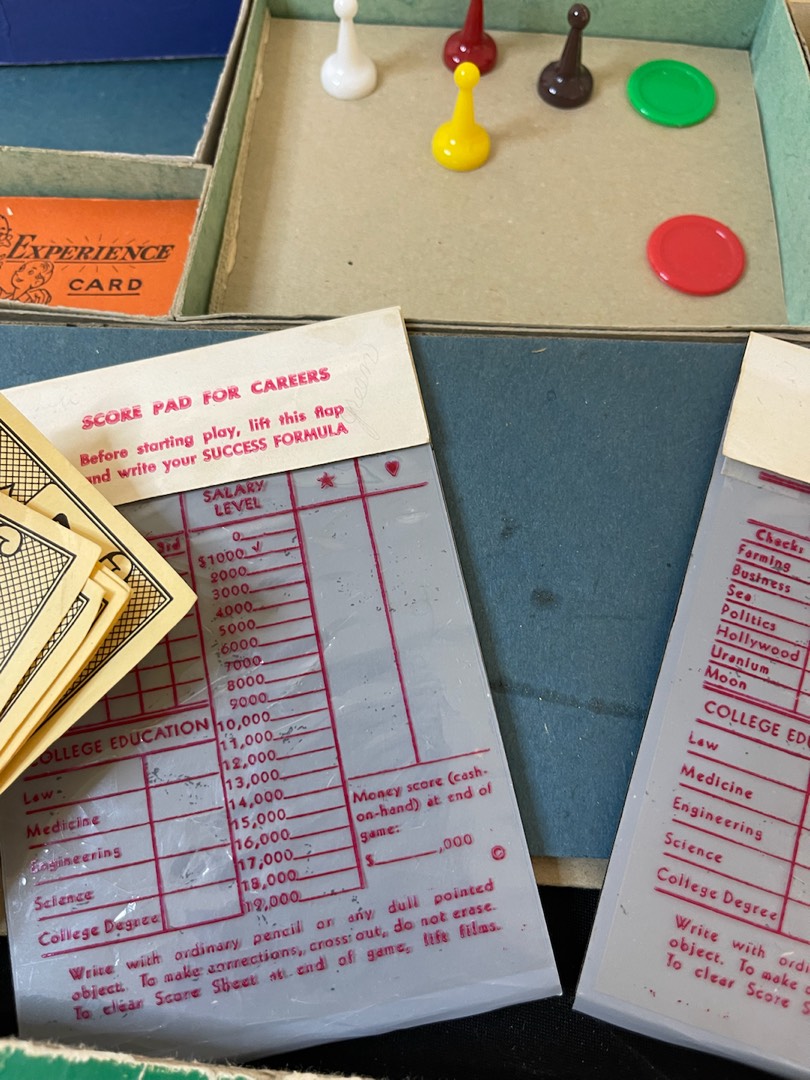 EXPERIENCE
CARD
SCORE PAD FOR CAREERS
Before starting play, lift this flap
and write your SUCCESS FORMULA
SALARY
LEVEL
★ ♥
3rd
0
$1000 ✓
2000
3000
4000
5000
6000
7000
8000
9000
10,000
11,000
12,000
13,000
14,000
15,000
16,000
17,000
18,000
19,000
COLLEGE EDUCATION
Law
Medicine
Engineering
Science
College Degree
Money score (cash-
on-hand) at end of
game:
$______,000 ©
Write with ordinary pencil or any dull pointed
object. To make corrections, cross out, do not erase.
To clear Score Sheet at end of game, lift films.
Checks
Farming
Business
Sea
Politics
Hollywood
Uranium
Moon
COLLEGE EDU
Law
Medicine
Engineering
Science
College Degree
Write with ordin
object. To make c
To clear Score S